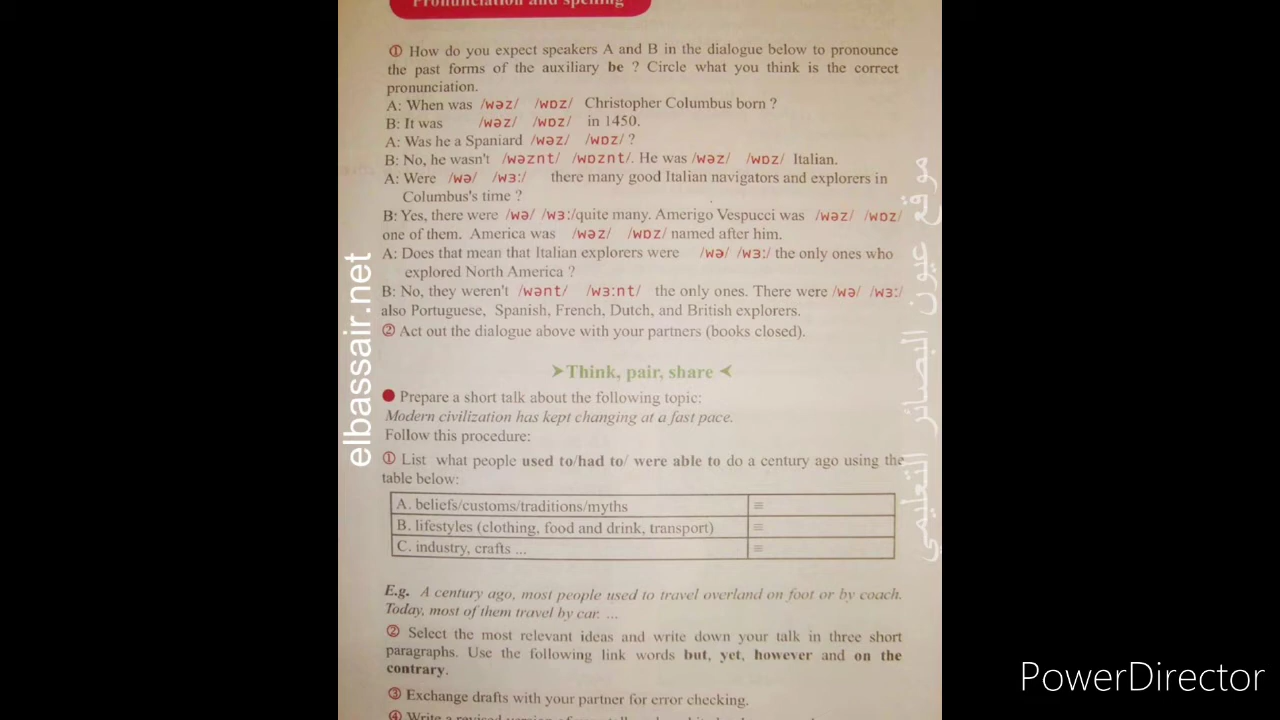 Pronunciation and spelling
① How do you expect speakers A and B in the dialogue below to pronounce
the past forms of the auxiliary be ? Circle what you think is the correct
pronunciation.
A: When was /wəz/ /wɒz/ Christopher Columbus born ?
B: It was /wəz/ /wɒz/ in 1450.
A: Was he a Spaniard /wəz/ /wɒz/ ?
B: No, he wasn't /wəznt/ /wɒznt/. He was /wəz/ /wɒz/ Italian.
A: Were /wə/ /wɜː/ there many good Italian navigators and explorers in
Columbus's time ?
B: Yes, there were /wə/ /wɜː/quite many. Amerigo Vespucci was /wəz/ /wɒz/
one of them. America was /wəz/ /wɒz/ named after him.
A: Does that mean that Italian explorers were /wə/ /wɜː/ the only ones who
explored North America ?
B: No, they weren't /wənt/ /wɜːnt/ the only ones. There were /wə/ /wɜː/
also Portuguese, Spanish, French, Dutch, and British explorers.
② Act out the dialogue above with your partners (books closed).
Think, pair, share
Prepare a short talk about the following topic:
Modern civilization has kept changing at a fast pace.
Follow this procedure:
① List what people used to/had to/ were able to do a century ago using the
table below:
A. beliefs/customs/traditions/myths
B. lifestyles (clothing, food and drink, transport)
C. industry, crafts ...
E.g. A century ago, most people used to travel overland on foot or by coach.
Today, most of them travel by car. ...
② Select the most relevant ideas and write down your talk in three short
paragraphs. Use the following link words but, yet, however and on the
contrary.
③ Exchange drafts with your partner for error checking.
④ Write a revised version of your talk
elbassair.net
موقع عيون البصائر التعليمي
PowerDirector